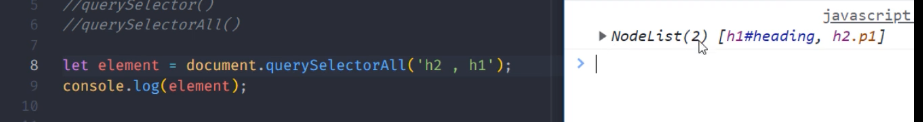 5 //querySelector()
6 //querySelectorAll()
7
8 let element = document.querySelectorAll('h2 , h1');
9 console.log(element);
10
javascript
▶ NodeList(2) [h1#heading, h2.p1]
>